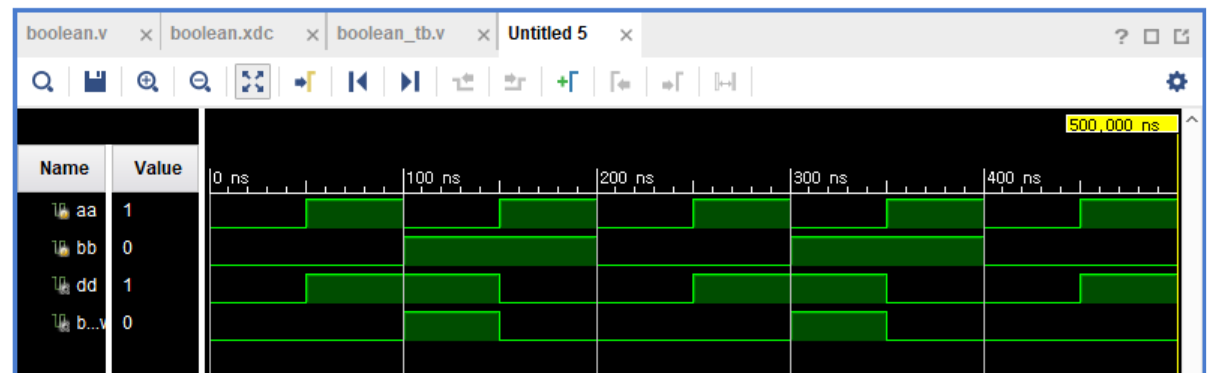 boolean.v × boolean.xdc × boolean_tb.v × Untitled 5 ×
?
500,000 ns
Name Value
0 ns 100 ns 200 ns 300 ns 400 ns
aa 1
bb 0
dd 1
b...v 0